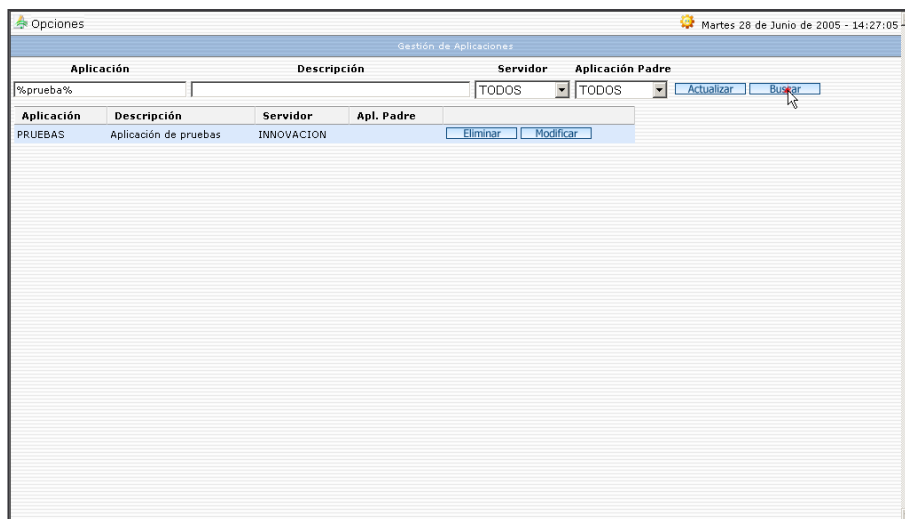 Opciones
Martes 28 de Junio de 2005 - 14:27:05
Gestión de Aplicaciones
Aplicación Descripción Servidor Aplicación Padre
%prueba% TODOS TODOS Actualizar Buscar
Aplicación Descripción Servidor Apl. Padre
PRUEBAS Aplicación de pruebas INNOVACION Eliminar Modificar